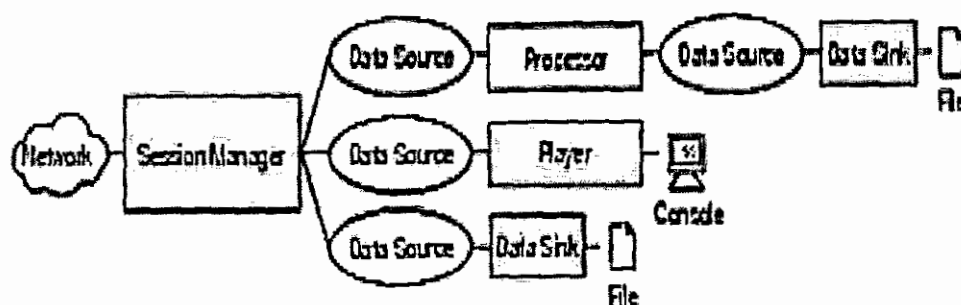 Data Source
Processor
Data Source
Data Sink
File
Network
Session Manager
Data Source
Player
Console
Data Source
Data Sink
File